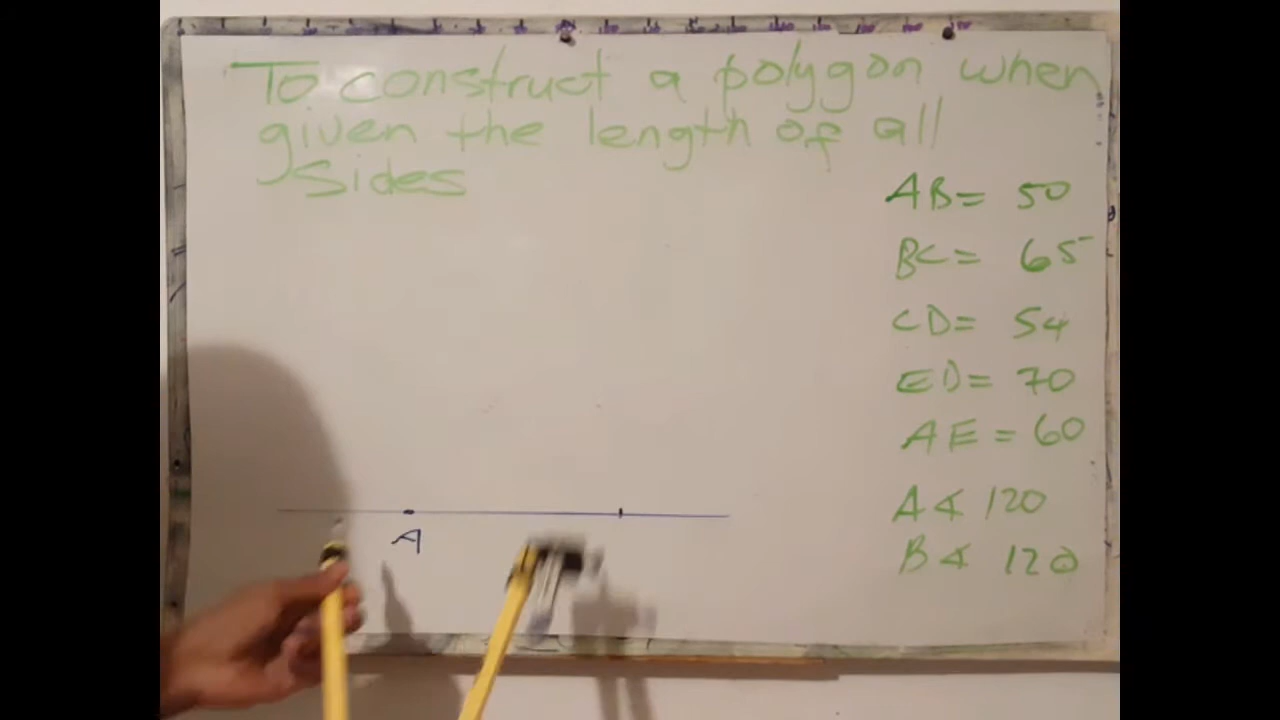 To construct a polygon when
given the length of all
Sides
AB = 50
BC = 65
CD = 54
ED = 70
AE = 60
A∢ 120
B∢ 120
A